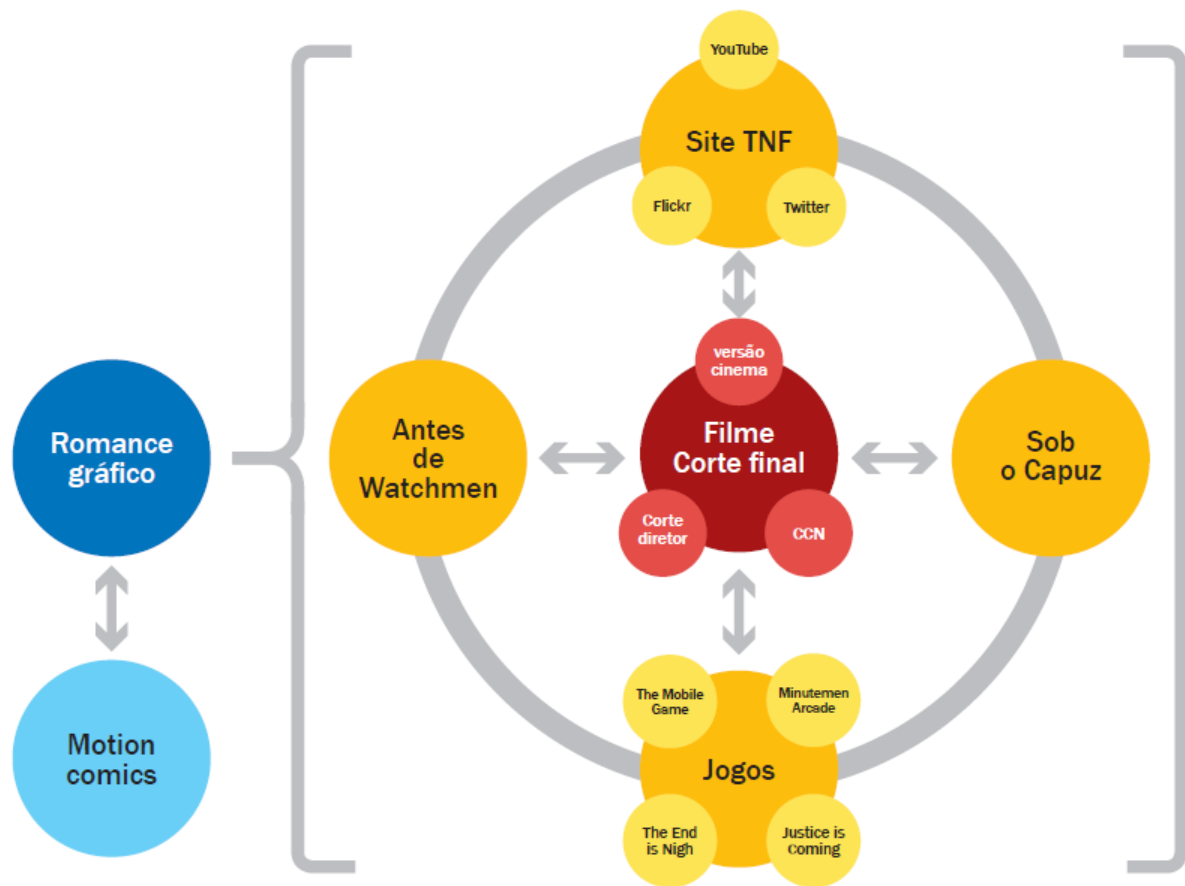 YouTube
Site TNF
Flickr
Twitter
versão
cinema
Romance
gráfico
Antes
de
Watchmen
Filme
Corte final
Sob
o Capuz
Corte
diretor
CCN
Motion
comics
The Mobile
Game
Minutemen
Arcade
Jogos
The End
is Nigh
Justice is
Coming